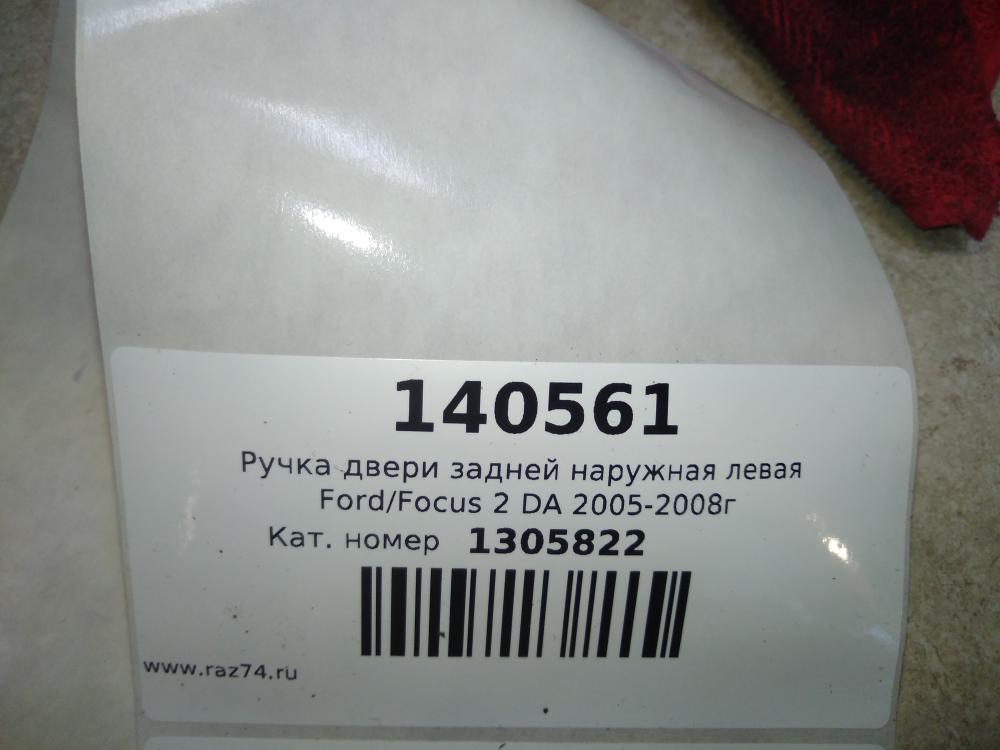 140561
Ручка двери задней наружная левая
Ford/Focus 2 DA 2005-2008г
Кат. номер 1305822
www.raz74.ru